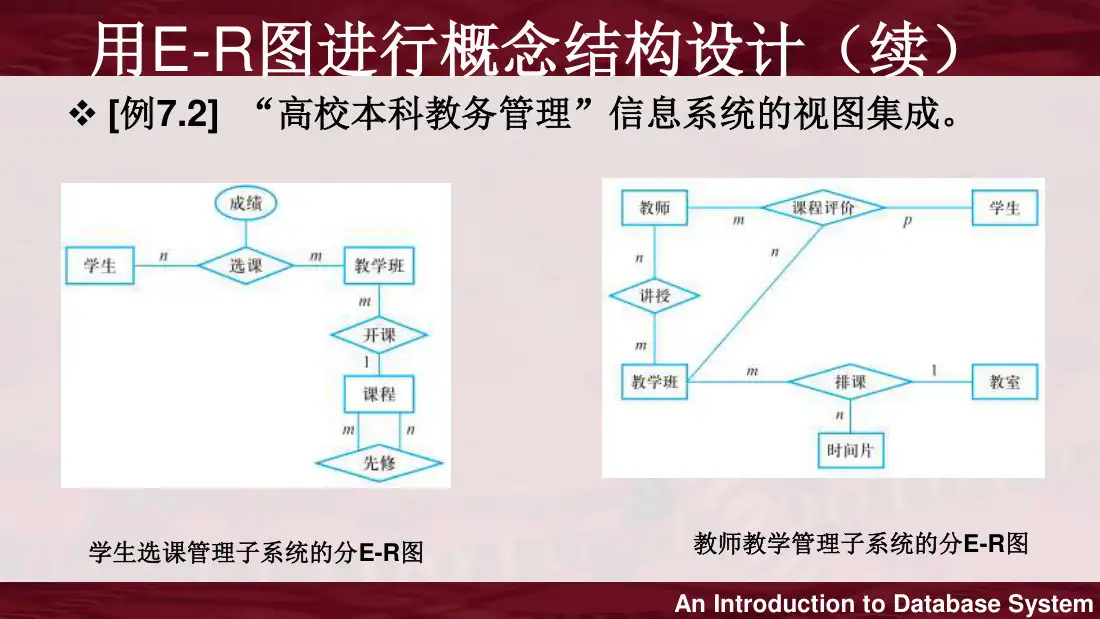 用E-R图进行概念结构设计（续）
❖ [例7.2] “高校本科教务管理”信息系统的视图集成。
成绩
学生 n 选课 m 教学班
m
开课
1
课程
m n
先修
学生选课管理子系统的分E-R图
教师 m 课程评价 p 学生
n n
讲授
m
教学班 m 排课 1 教室
n
时间片
教师教学管理子系统的分E-R图
An Introduction to Database System